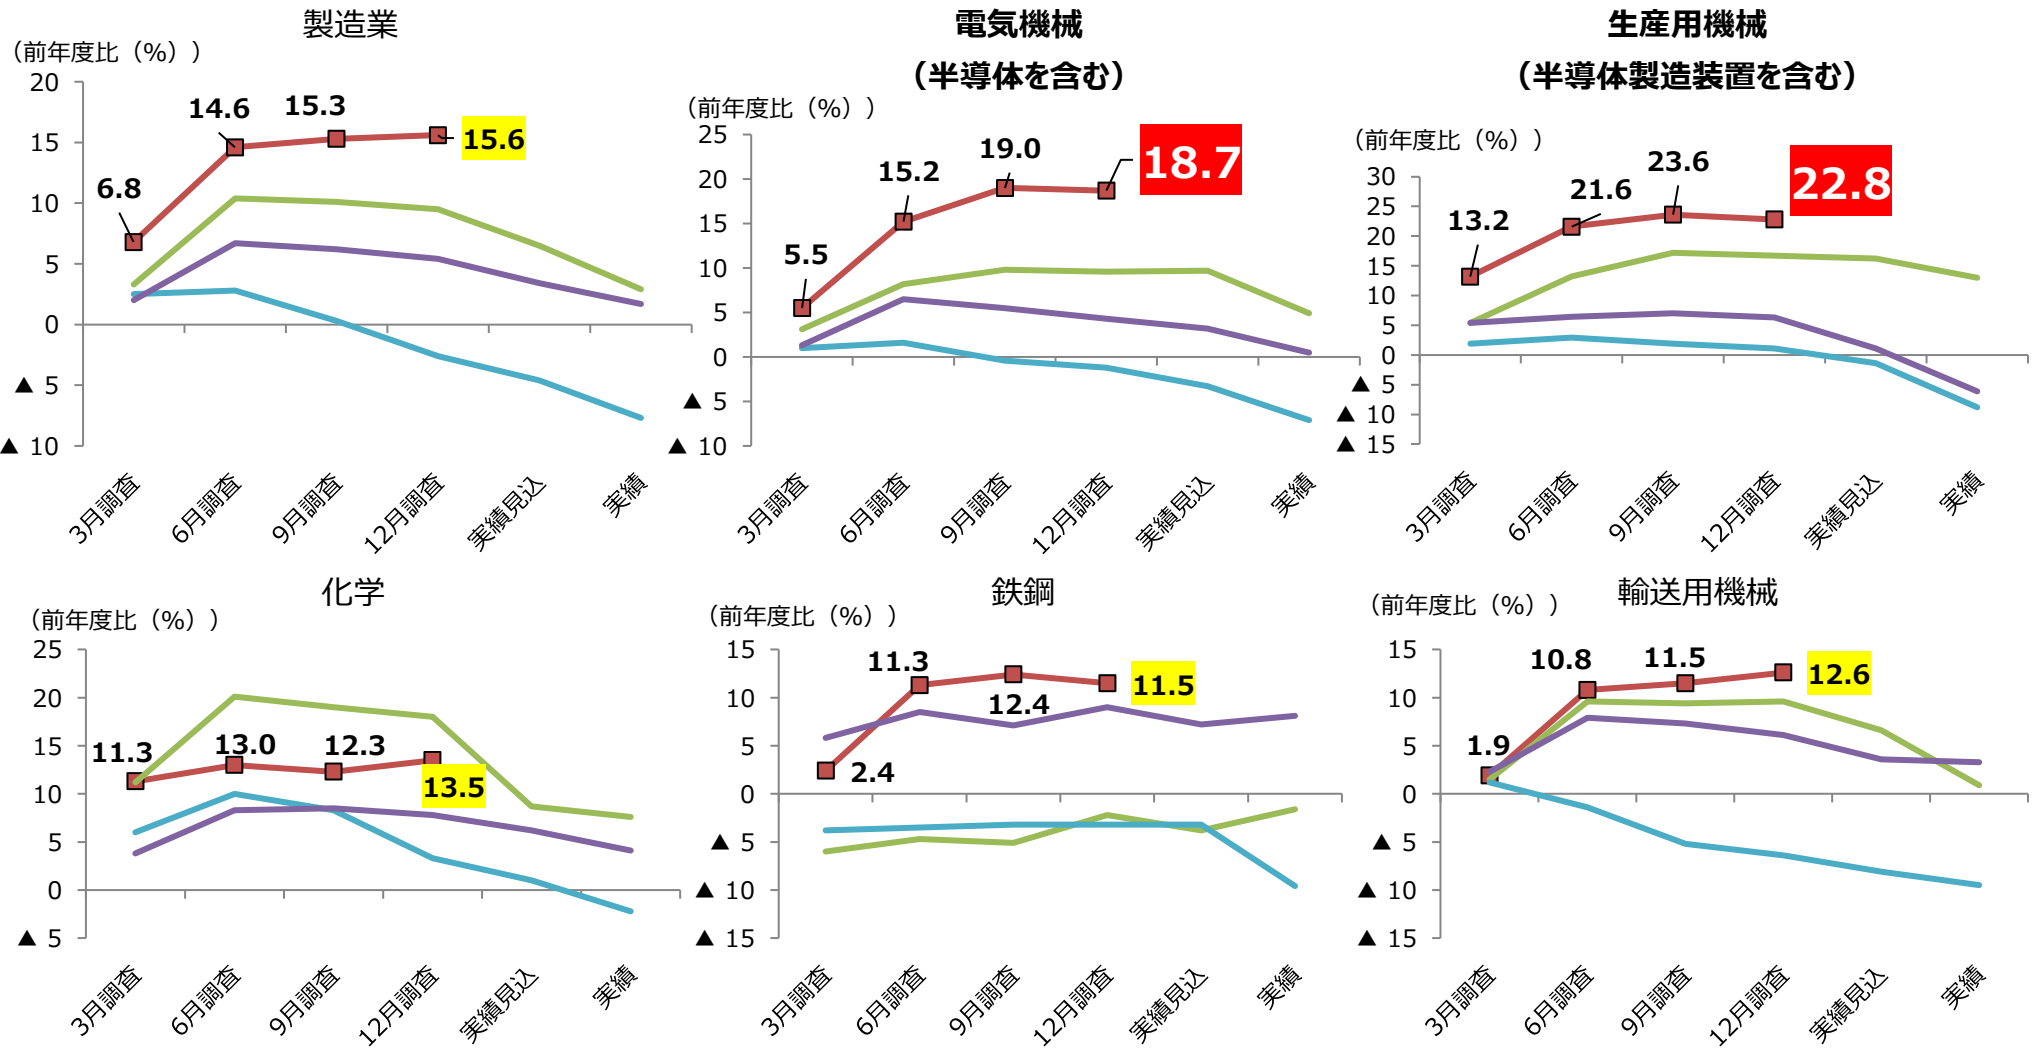 製造業
（前年度比（％））
20
15
10
5
0
▲ 5
▲ 10
6.8
14.6
15.3
15.6
3月調査
6月調査
9月調査
12月調査
実績見込
実績
電気機械
（半導体を含む）
（前年度比（％））
25
20
15
10
5
0
▲ 5
▲ 10
5.5
15.2
19.0
18.7
3月調査
6月調査
9月調査
12月調査
実績見込
実績
生産用機械
（半導体製造装置を含む）
（前年度比（％））
30
25
20
15
10
5
0
▲ 5
▲ 10
▲ 15
13.2
21.6
23.6
22.8
3月調査
6月調査
9月調査
12月調査
実績見込
実績
化学
（前年度比（％））
25
20
15
10
5
0
▲ 5
11.3
13.0
12.3
13.5
3月調査
6月調査
9月調査
12月調査
実績見込
実績
鉄鋼
（前年度比（％））
15
10
5
0
▲ 5
▲ 10
▲ 15
2.4
11.3
12.4
11.5
3月調査
6月調査
9月調査
12月調査
実績見込
実績
輸送用機械
（前年度比（％））
15
10
5
0
▲ 5
▲ 10
▲ 15
1.9
10.8
11.5
12.6
3月調査
6月調査
9月調査
12月調査
実績見込
実績